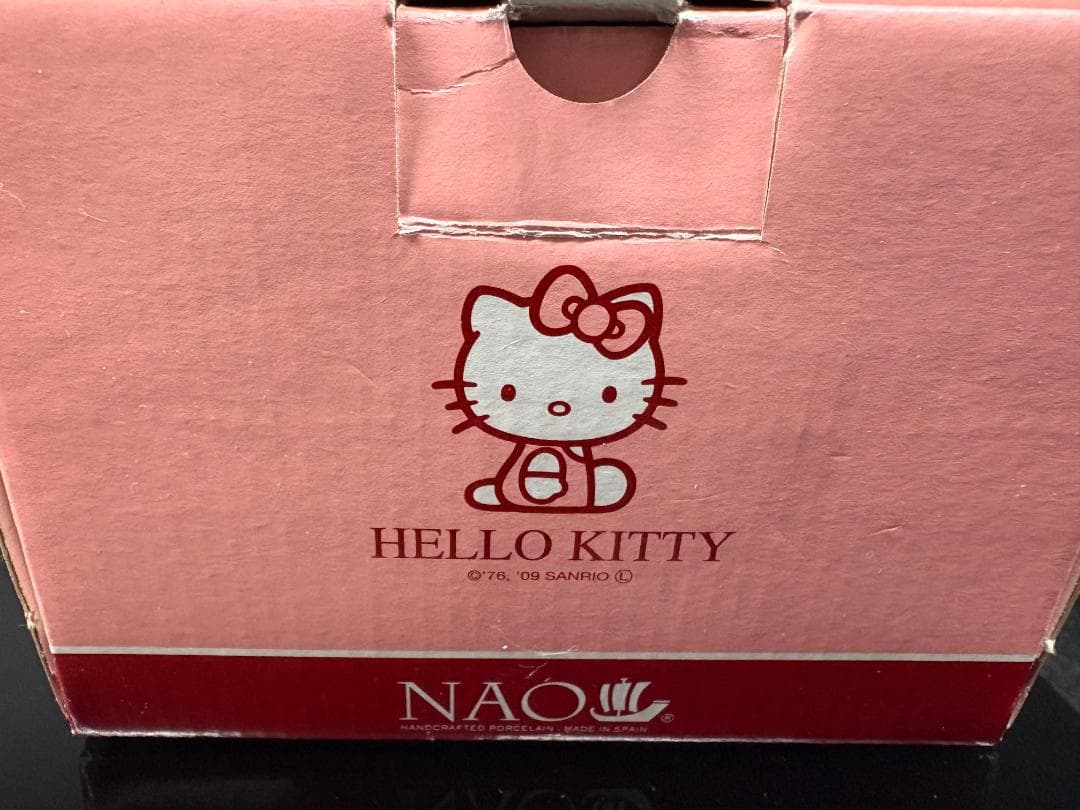 HELLO KITTY
©'76, '09 SANRIO Ⓛ
NAO®
HANDCRAFTED PORCELAIN - MADE IN SPAIN